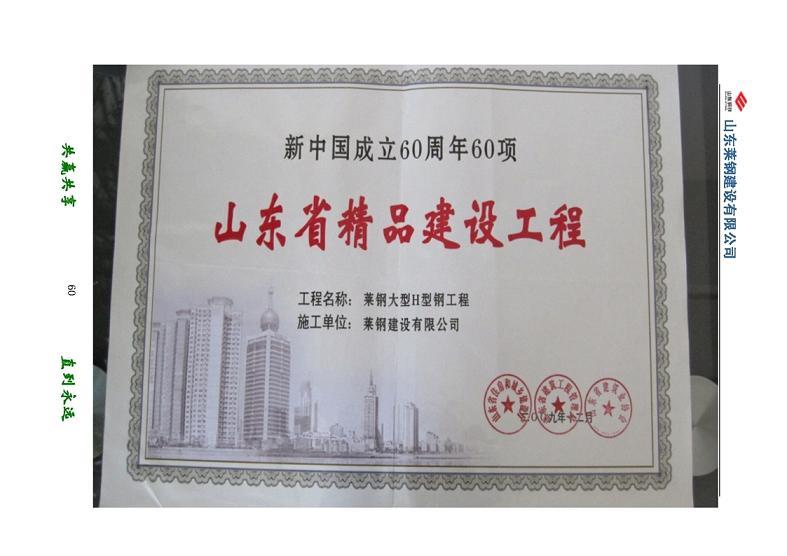 新中国成立60周年60项
山东省精品建设工程
工程名称： 莱钢大型H型钢工程
施工单位： 莱钢建设有限公司
二〇〇九年十二月
山东莱钢建设有限公司
共赢共享
60
直到永远